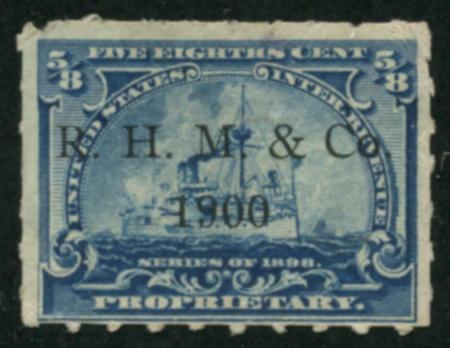 FIVE EIGHTHS CENT
5/8
5/8
UNITED STATES
INTER. REVENUE
R. H. M. & Co.
1900
SERIES OF 1898.
PROPRIETARY.